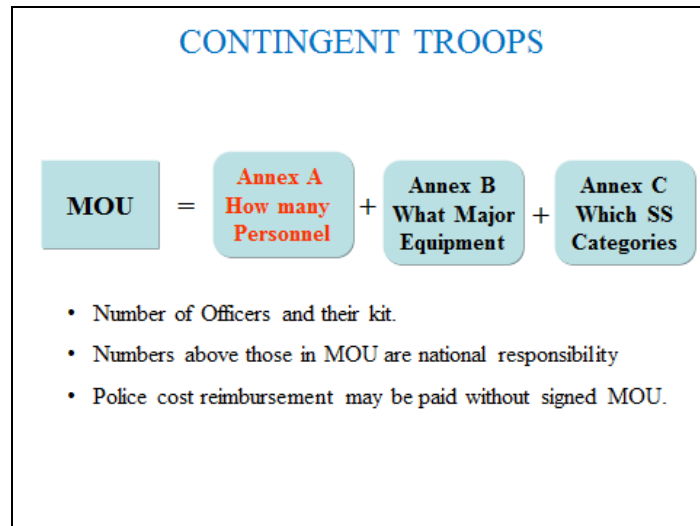 CONTINGENT TROOPS
MOU = Annex A How many Personnel + Annex B What Major Equipment + Annex C Which SS Categories
• Number of Officers and their kit.
• Numbers above those in MOU are national responsibility
• Police cost reimbursement may be paid without signed MOU.